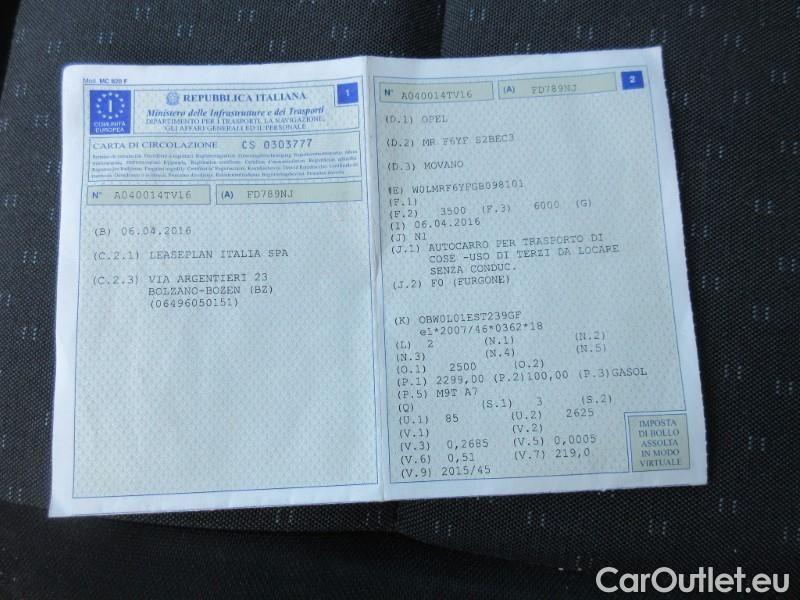 Mod. MC 820 F
1
I
COMUNITÀ
EUROPEA
REPUBBLICA ITALIANA
Ministero delle Infrastrutture e dei Trasporti
DIPARTIMENTO PER I TRASPORTI, LA NAVIGAZIONE,
GLI AFFARI GENERALI ED IL PERSONALE
CARTA DI CIRCOLAZIONE CS 0303777
N° A040014TV16 (A) FD789NJ
(B) 06.04.2016
(C.2.1) LEASEPLAN ITALIA SPA
(C.2.3) VIA ARGENTIERI 23
BOLZANO-BOZEN (BZ)
(06496050151)
N° A040014TV16 (A) FD789NJ
2
(D.1) OPEL
(D.2) MR F6YF S2BEC3
(D.3) MOVANO
(E) W0LMRF6YFGB098101
(F.1)
(F.2) 3500 (F.3) 6000 (G)
(I) 06.04.2016
(J) N1
(J.1) AUTOCARRO PER TRASPORTO DI
COSE -USO DI TERZI DA LOCARE
SENZA CONDUC.
(J.2) F0 (FURGONE)
(K) OBW0L01EST239GF
e1*2007/46*0362*18
(L) 2 (N.1) (N.2)
(N.3) (N.4) (N.5)
(O.1) 2500 (O.2)
(P.1) 2299,00 (P.2)100,00 (P.3)GASOL
(P.5) M9T A7
(Q) (S.1) 3 (S.2)
(U.1) 85 (U.2) 2625
(V.1) (V.2)
(V.3) 0,2685 (V.5) 0,0005
(V.6) 0,51 (V.7) 219,0
(V.9) 2015/45
IMPOSTA
DI BOLLO
ASSOLTA
IN MODO
VIRTUALE
CarOutlet.eu